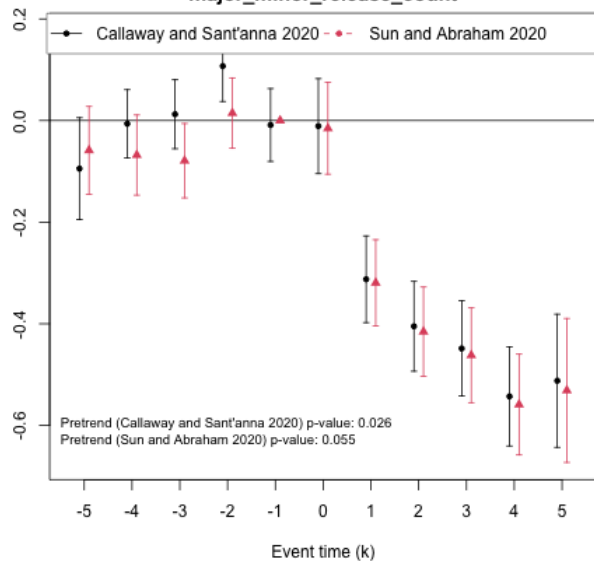 major_minor_release_count
Callaway and Sant'anna 2020 Sun and Abraham 2020
0.2
0.0
-0.2
-0.4
-0.6
Pretrend (Callaway and Sant'anna 2020) p-value: 0.026
Pretrend (Sun and Abraham 2020) p-value: 0.055
-5 -4 -3 -2 -1 0 1 2 3 4 5
Event time (k)